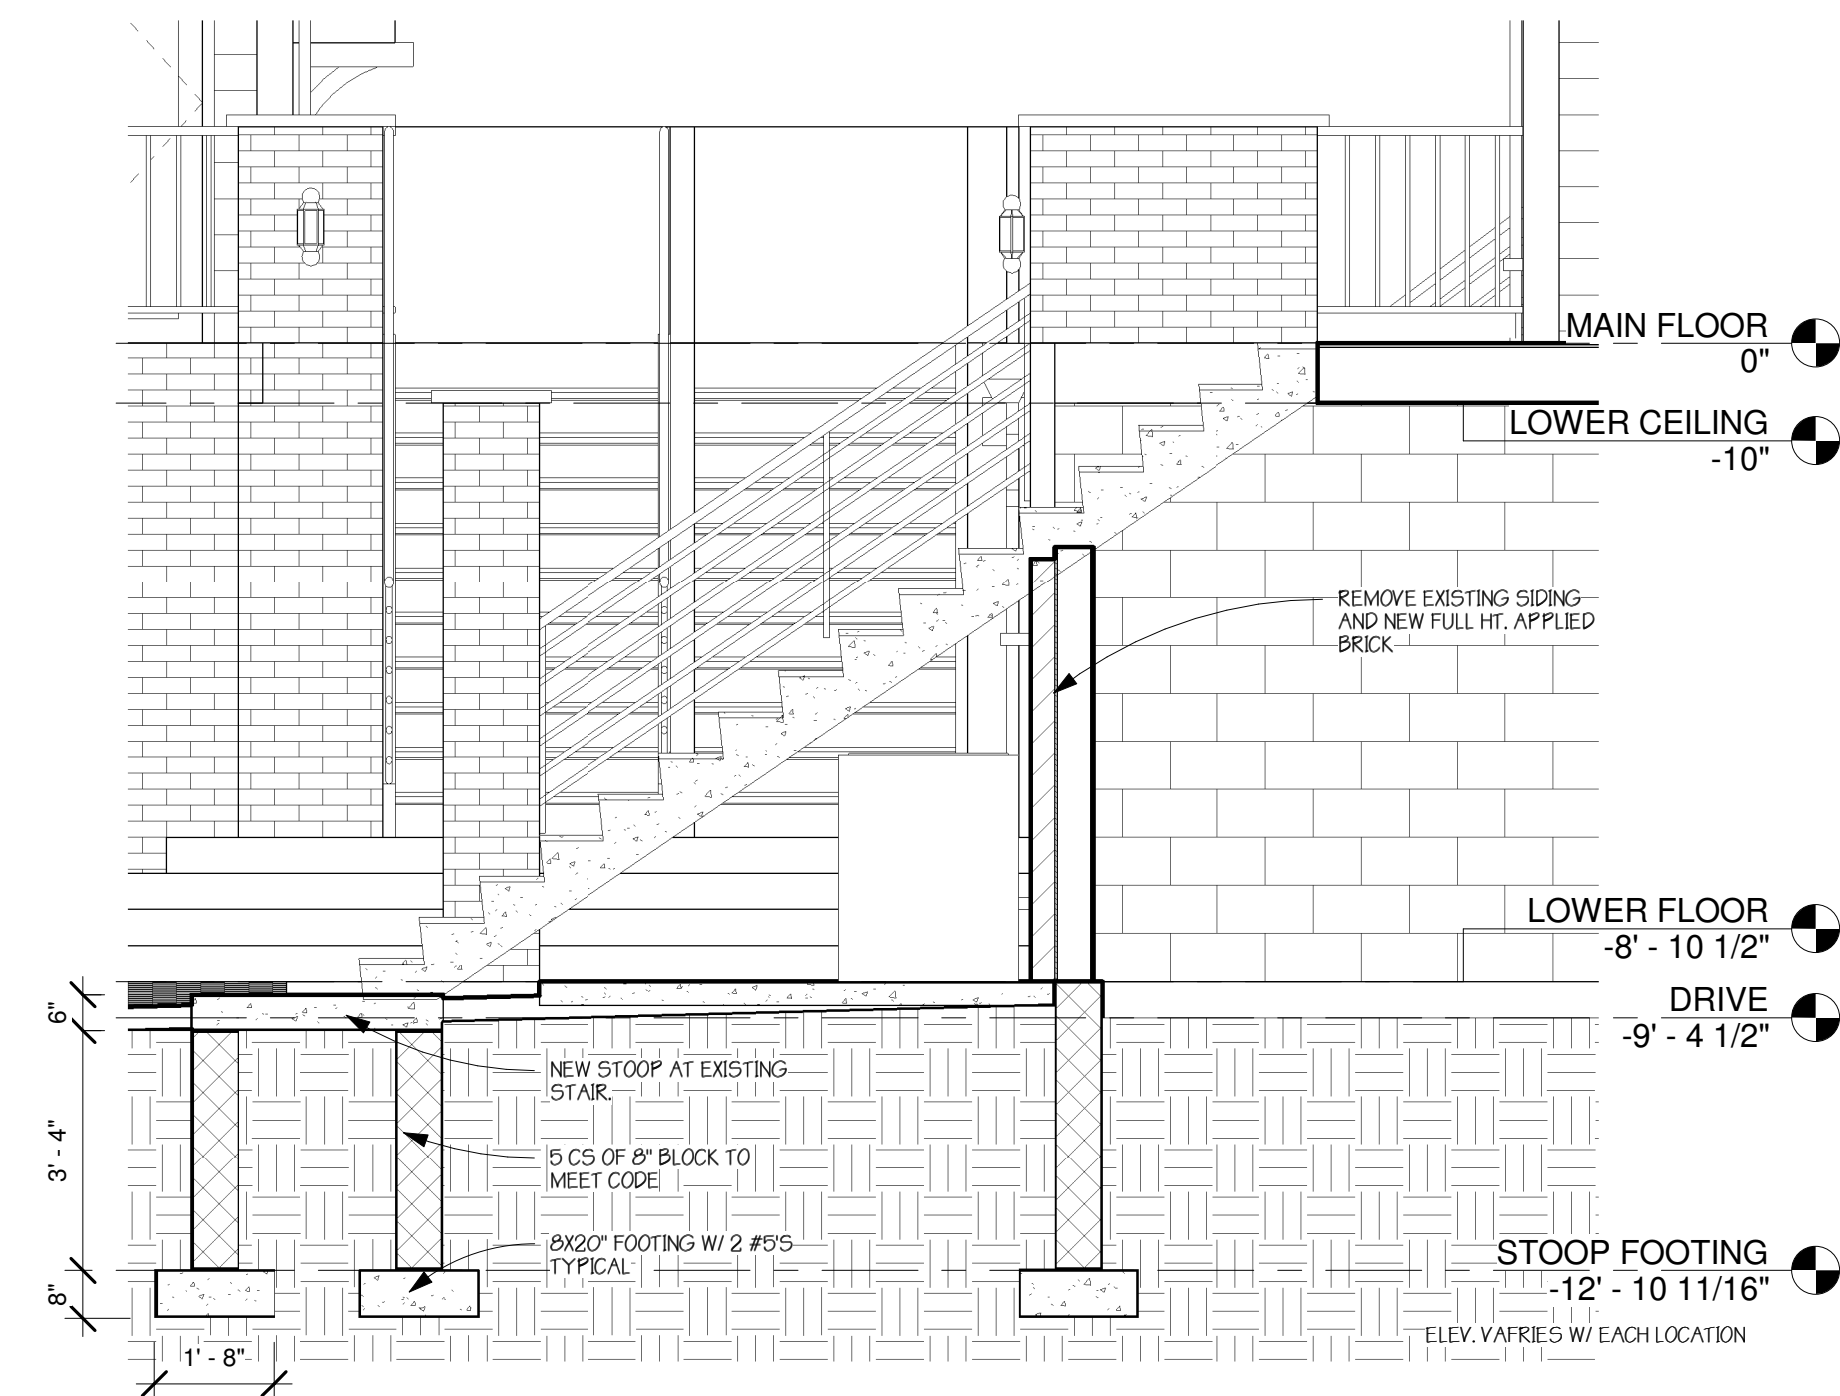 MAIN FLOOR
0"
LOWER CEILING
-10"
REMOVE EXISTING SIDING
AND NEW FULL HT. APPLIED
BRICK
LOWER FLOOR
-8' - 10 1/2"
DRIVE
-9' - 4 1/2"
6"
NEW STOOP AT EXISTING
STAIR.
3' - 4"
5 CS OF 8" BLOCK TO
MEET CODE
8X20" FOOTING W/ 2 #5'S
TYPICAL
STOOP FOOTING
-12' - 10 11/16"
8"
ELEV. VAFRIES W/ EACH LOCATION
1' - 8"